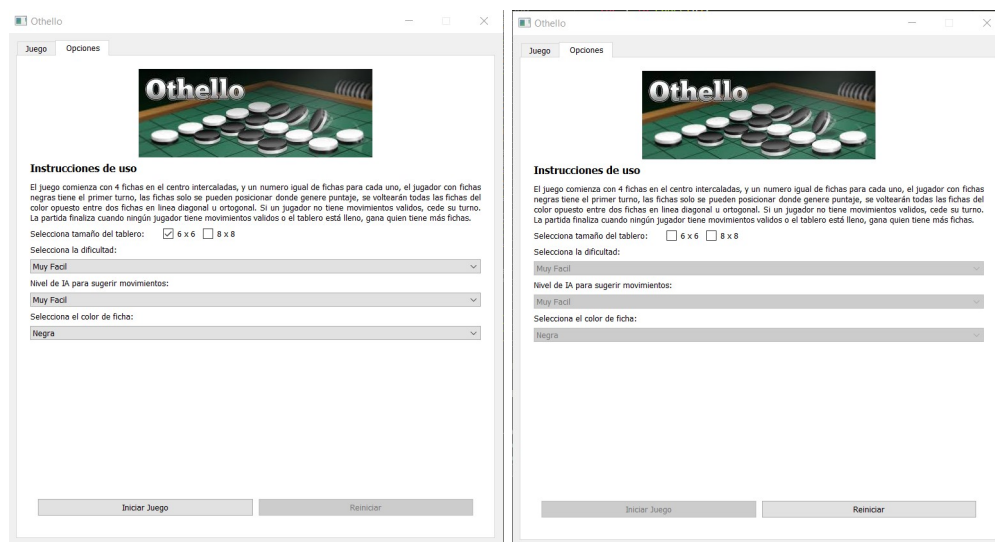 Othello
Juego Opciones
Othello
Instrucciones de uso
El juego comienza con 4 fichas en el centro intercaladas, y un numero igual de fichas para cada uno, el jugador con fichas
negras tiene el primer turno, las fichas solo se pueden posicionar donde genere puntaje, se voltearán todas las fichas del
color opuesto entre dos fichas en linea diagonal u ortogonal. Si un jugador no tiene movimientos validos, cede su turno.
La partida finaliza cuando ningún jugador tiene movimientos validos o el tablero está lleno, gana quien tiene más fichas.
Selecciona tamaño del tablero: 6 x 6 8 x 8
Selecciona la dificultad:
Muy Facil
Nivel de IA para sugerir movimientos:
Muy Facil
Selecciona el color de ficha:
Negra
Iniciar Juego Reiniciar
Othello
Juego Opciones
Othello
Instrucciones de uso
El juego comienza con 4 fichas en el centro intercaladas, y un numero igual de fichas para cada uno, el jugador con fichas
negras tiene el primer turno, las fichas solo se pueden posicionar donde genere puntaje, se voltearán todas las fichas del
color opuesto entre dos fichas en linea diagonal u ortogonal. Si un jugador no tiene movimientos validos, cede su turno.
La partida finaliza cuando ningún jugador tiene movimientos validos o el tablero está lleno, gana quien tiene más fichas.
Selecciona tamaño del tablero: 6 x 6 8 x 8
Selecciona la dificultad:
Muy Facil
Nivel de IA para sugerir movimientos:
Muy Facil
Selecciona el color de ficha:
Negra
Iniciar Juego Reiniciar